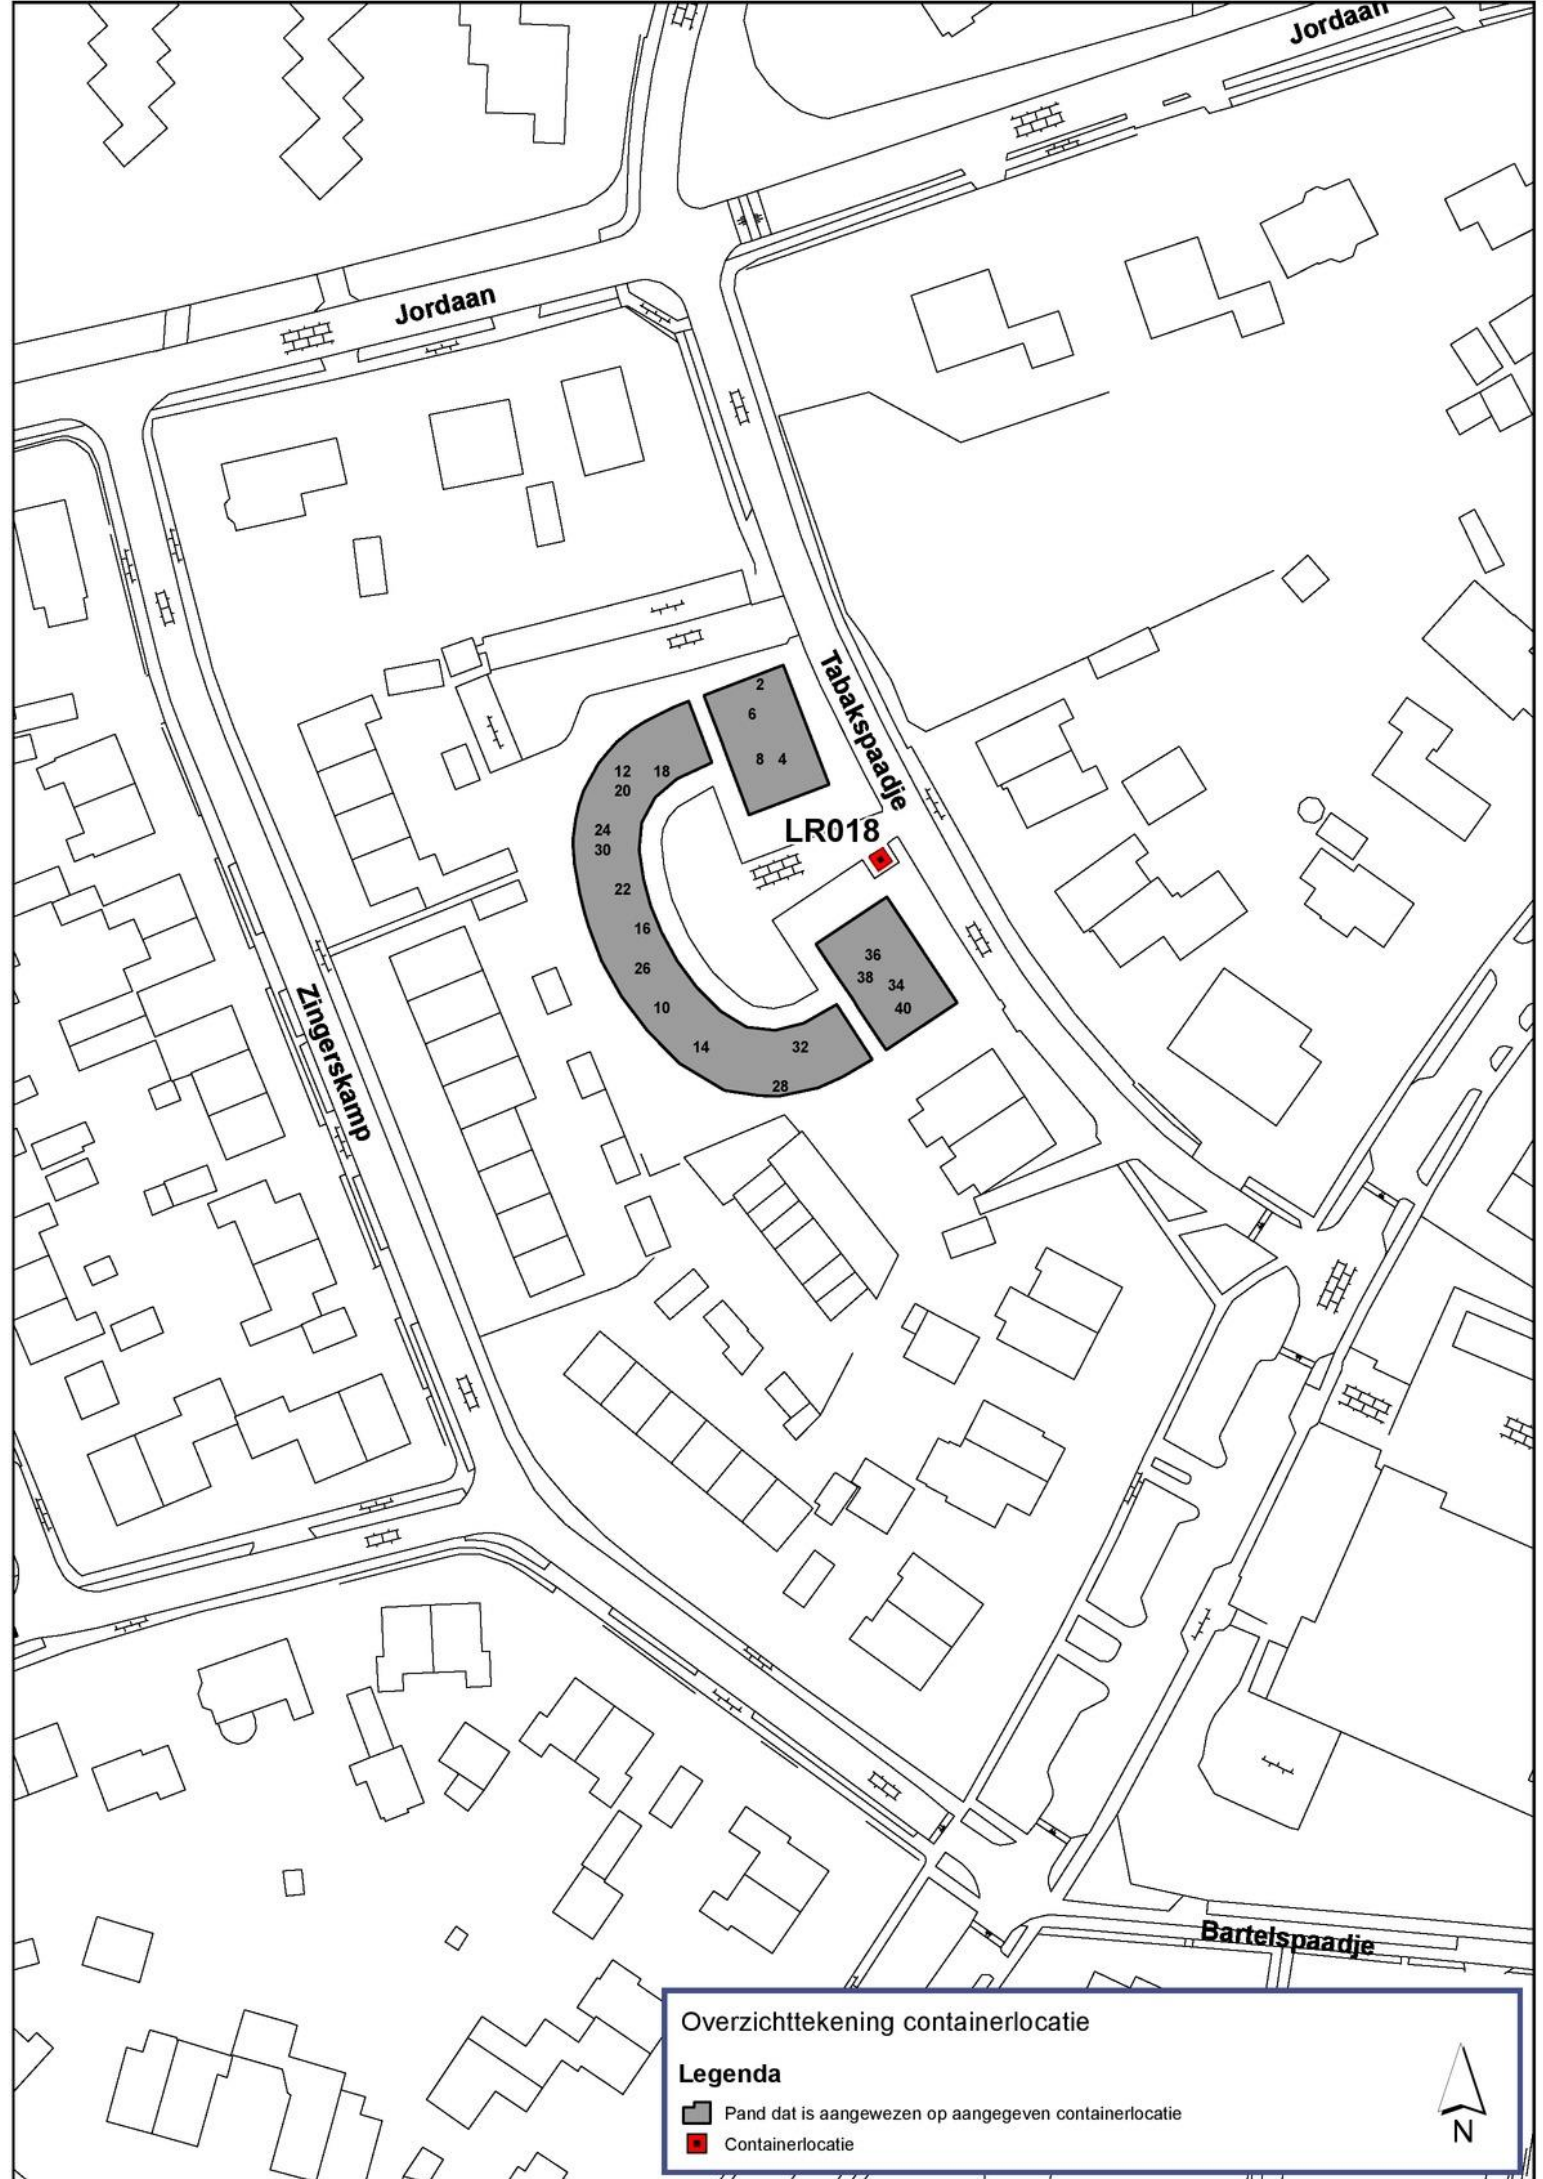 Jordaan
Jordaan
Tabakspaadje
2
6
8 4
12 18
20
LR018
24
30
22
16
36
26
38
34
10
40
14
32
28
Zingerskamp
Bartelspaadje
Overzichttekening containerlocatie
Legenda
Pand dat is aangewezen op aangegeven containerlocatie
Containerlocatie
N